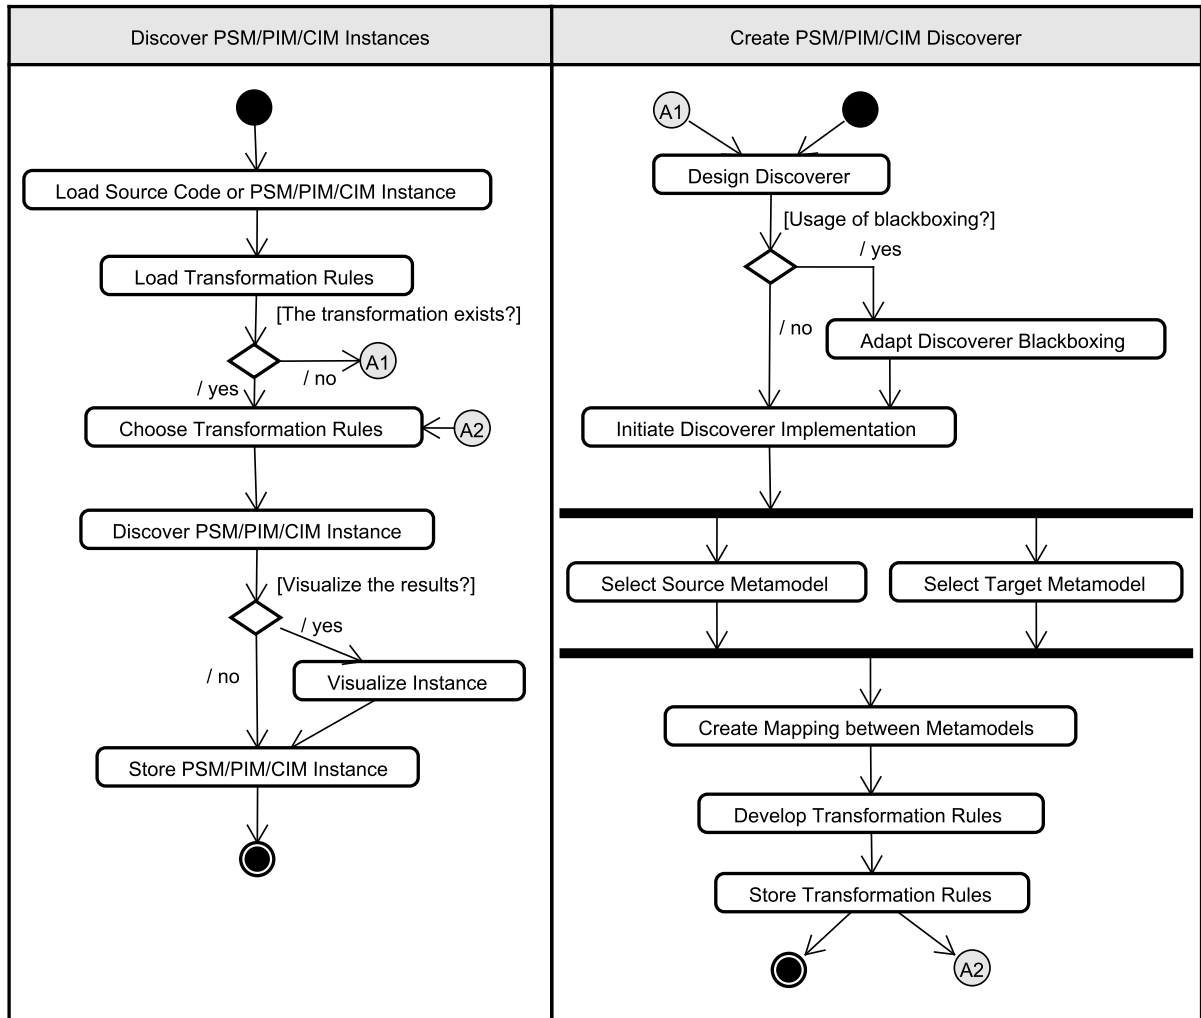 Discover PSM/PIM/CIM Instances
Load Source Code or PSM/PIM/CIM Instance
Load Transformation Rules
[The transformation exists?]
A1
/ no
/ yes
Choose Transformation Rules
A2
Discover PSM/PIM/CIM Instance
[Visualize the results?]
/ yes
/ no
Visualize Instance
Store PSM/PIM/CIM Instance
Create PSM/PIM/CIM Discoverer
A1
Design Discoverer
[Usage of blackboxing?]
/ yes
/ no
Adapt Discoverer Blackboxing
Initiate Discoverer Implementation
Select Source Metamodel
Select Target Metamodel
Create Mapping between Metamodels
Develop Transformation Rules
Store Transformation Rules
A2